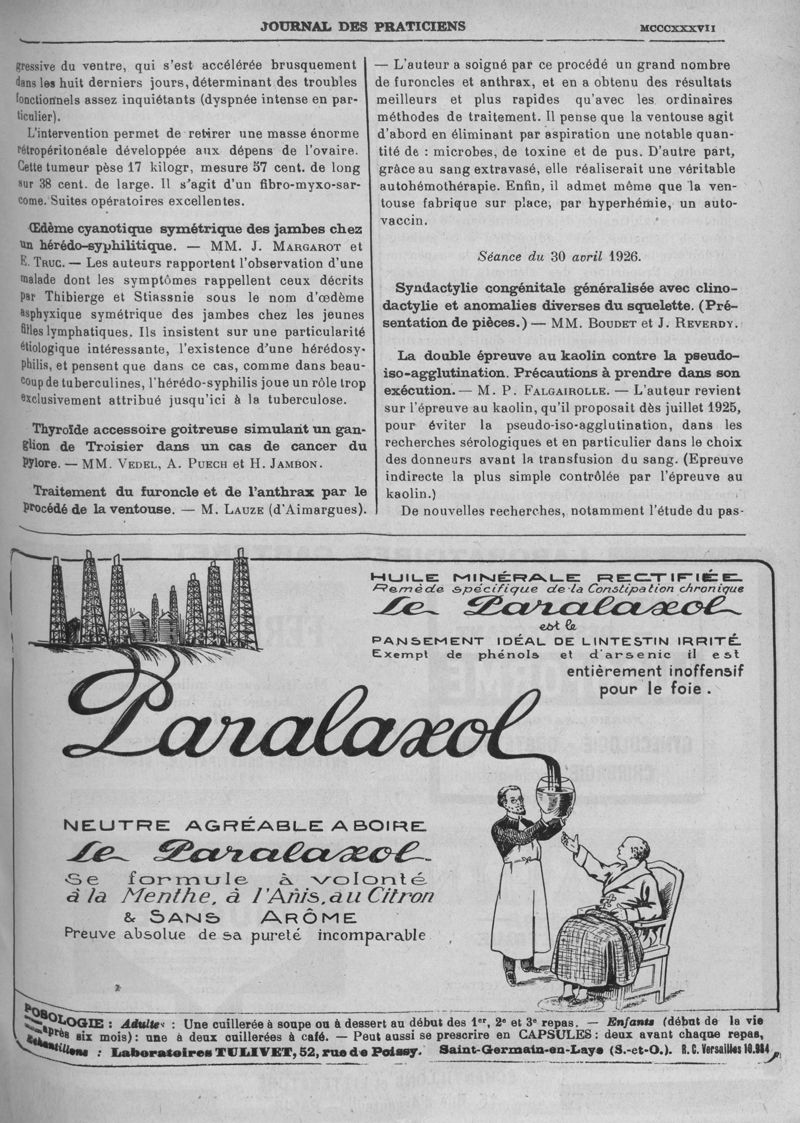 JOURNAL DES PRATICIENS
MCCCXXXVII
gressive du ventre, qui s'est accélérée brusquement
dans les huit derniers jours, déterminant des troubles
fonctionnels assez inquiétants (dyspnée intense en par-
ticulier).
L'intervention permet de retirer une masse énorme
rétropéritonéale développée aux dépens de l'ovaire.
Cette tumeur pèse 17 kilogr, mesure 57 cent. de long
sur 38 cent. de large. Il s'agit d'un fibro-myxo-sar-
come. Suites opératoires excellentes.
Œdème cyanotique symétrique des jambes chez
un hérédo-syphilitique. — MM. J. MARGAROT et
E. TRUC. — Les auteurs rapportent l'observation d'une
malade dont les symptômes rappellent ceux décrits
par Thibierge et Stiassnie sous le nom d'œdème
asphyxique symétrique des jambes chez les jeunes
filles lymphatiques. Ils insistent sur une particularité
étiologique intéressante, l'existence d'une hérédosy-
philis, et pensent que dans ce cas, comme dans beau-
coup de tuberculines, l'hérédo-syphilis joue un rôle trop
exclusivement attribué jusqu'ici à la tuberculose.
Thyroïde accessoire goitreuse simulant un gan-
glion de Troisier dans un cas de cancer du
pylore. — MM. VEDEL, A. PUECH et H. JAMBON.
Traitement du furoncle et de l'anthrax par le
procédé de la ventouse. — M. LAUZE (d'Aimargues).
— L'auteur a soigné par ce procédé un grand nombre
de furoncles et anthrax, et en a obtenu des résultats
meilleurs et plus rapides qu'avec les ordinaires
méthodes de traitement. Il pense que la ventouse agit
d'abord en éliminant par aspiration une notable quan-
tité de : microbes, de toxine et de pus. D'autre part,
grâce au sang extravasé, elle réaliserait une véritable
autohémothérapie. Enfin, il admet même que la ven-
touse fabrique sur place, par hyperhémie, un auto-
vaccin.
Séance du 30 avril 1926.
Syndactylie congénitale généralisée avec clino-
dactylie et anomalies diverses du squelette. (Pré-
sentation de pièces.) — MM. BOUDET et J. REVERDY.
La double épreuve au kaolin contre la pseudo-
iso-agglutination. Précautions à prendre dans son
exécution. — M. P. FALGAIROLLE. — L'auteur revient
sur l'épreuve au kaolin, qu'il proposait dès juillet 1925,
pour éviter la pseudo-iso-agglutination, dans les
recherches sérologiques et en particulier dans le choix
des donneurs avant la transfusion du sang. (Epreuve
indirecte la plus simple contrôlée par l'épreuve au
kaolin.)
De nouvelles recherches, notamment l'étude du pas-
HUILE MINÉRALE RECTIFIÉE
Remède spécifique de la Constipation chronique
Le Paralaxol
est le
PANSEMENT IDÉAL DE L'INTESTIN IRRITÉ
Exempt de phénols et d'arsenic il est
entièrement inoffensif
pour le foie.
Paralaxol
NEUTRE AGRÉABLE A BOIRE
Le Paralaxol
Se formule à volonté
à la Menthe, à l'Anis, au Citron
& SANS ARÔME
Preuve absolue de sa pureté incomparable
POSOLOGIE : Adultes : Une cuillerée à soupe ou à dessert au début des 1er, 2e et 3e repas. — Enfants (début de la vie
après six mois) : une à deux cuillerées à café. — Peut aussi se prescrire en CAPSULES : deux avant chaque repas,
Echantillons : Laboratoires TULIVET, 52, rue de Poissy. Saint-Germain-en-Laye (S.-et-O.). R. C. Versailles 10.984